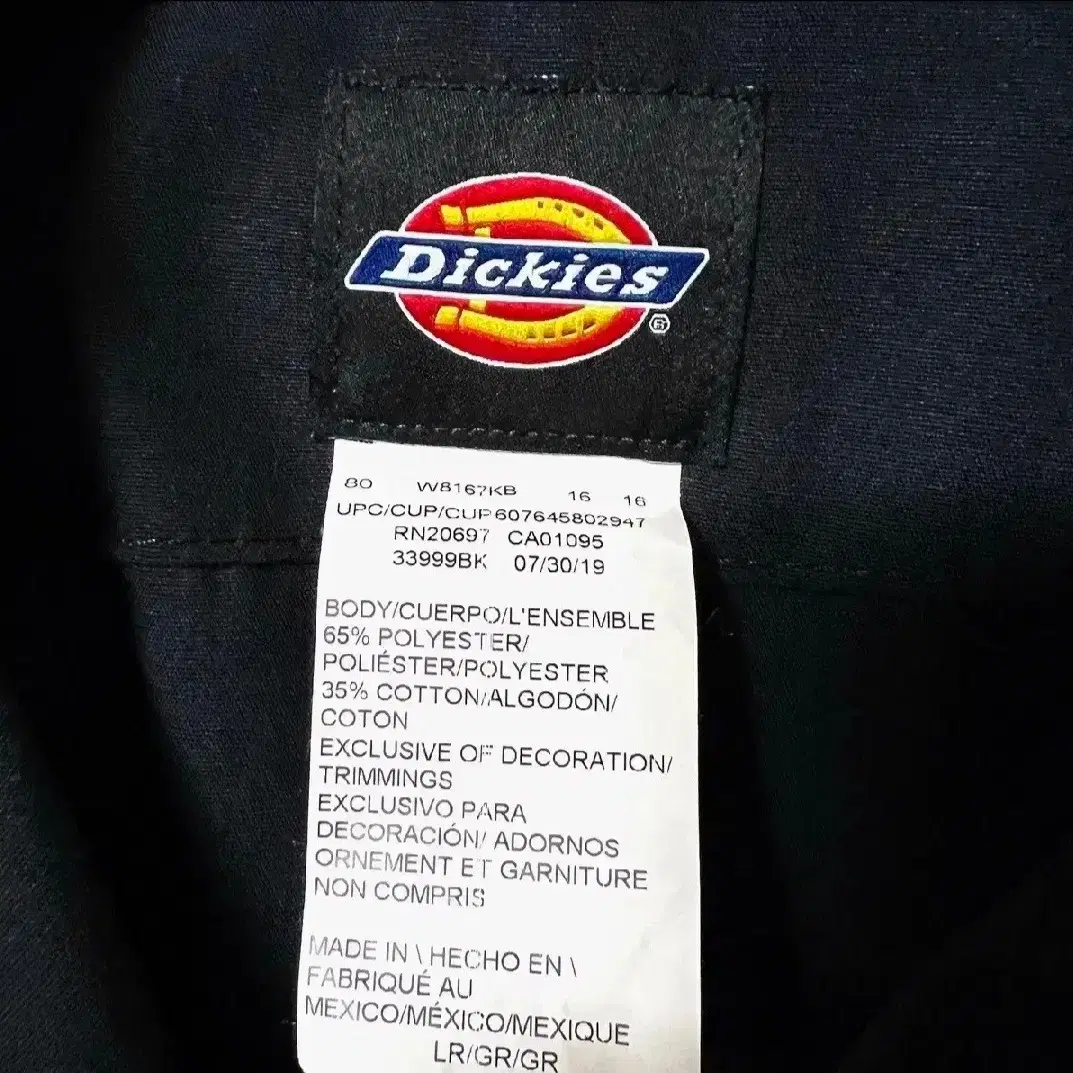 Dickies
®
80 W8167KB 16 16
UPC/CUP/CUP607645802947
RN20697 CA01095
33999BK 07/30/19
BODY/CUERPO/L'ENSEMBLE
65% POLYESTER/
POLIÉSTER/POLYESTER
35% COTTON/ALGODÓN/
COTON
EXCLUSIVE OF DECORATION/
TRIMMINGS
EXCLUSIVO PARA
DECORACIÓN/ ADORNOS
ORNEMENT ET GARNITURE
NON COMPRIS
MADE IN \ HECHO EN \
FABRIQUÉ AU
MEXICO/MÉXICO/MEXIQUE
LR/GR/GR